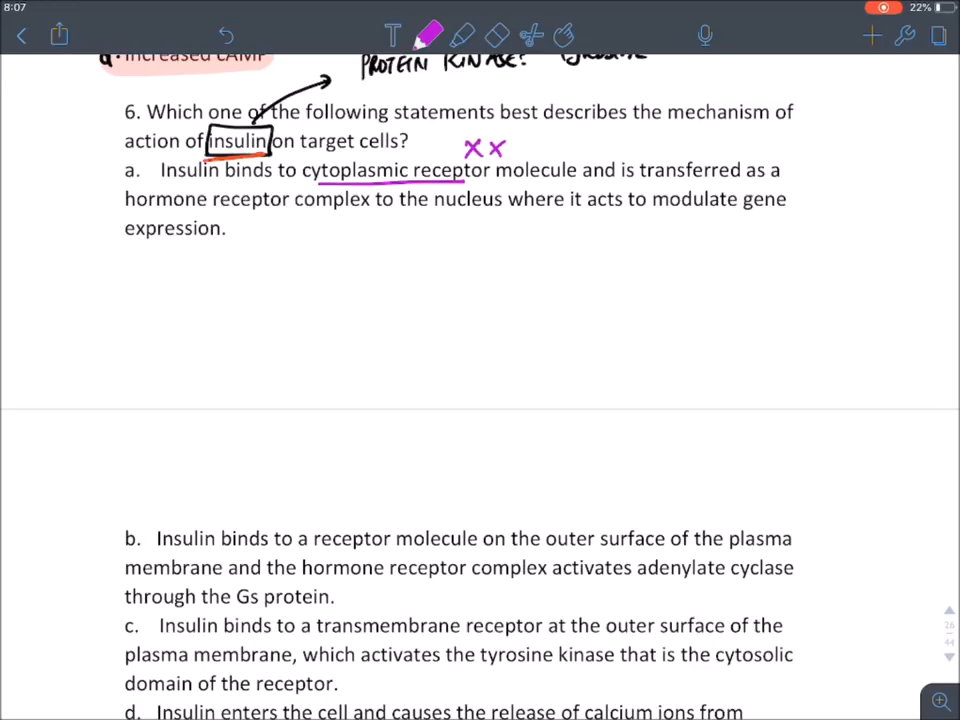 8:07
22%
T
d. Increased cAMP
PROTEIN KINASE? TYROSINE
6. Which one of the following statements best describes the mechanism of
action of insulin on target cells?
x x
a. Insulin binds to cytoplasmic receptor molecule and is transferred as a
hormone receptor complex to the nucleus where it acts to modulate gene
expression.
b. Insulin binds to a receptor molecule on the outer surface of the plasma
membrane and the hormone receptor complex activates adenylate cyclase
through the Gs protein.
c. Insulin binds to a transmembrane receptor at the outer surface of the
plasma membrane, which activates the tyrosine kinase that is the cytosolic
domain of the receptor.
d. Insulin enters the cell and causes the release of calcium ions from
26
44